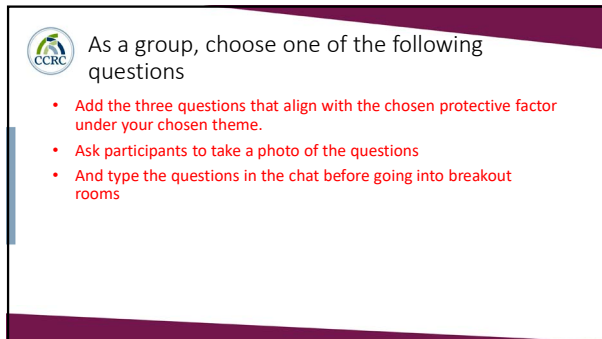 CCRC
As a group, choose one of the following
questions
• Add the three questions that align with the chosen protective factor
under your chosen theme.
• Ask participants to take a photo of the questions
• And type the questions in the chat before going into breakout
rooms